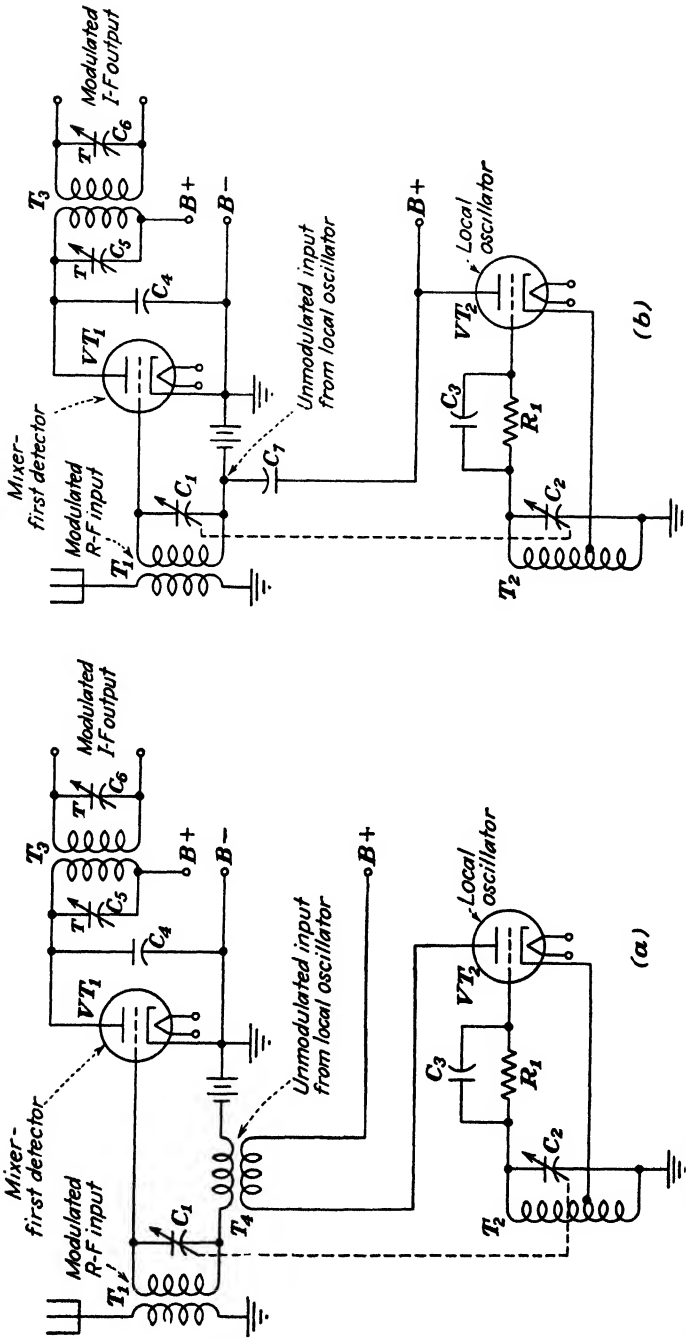 Mixer-
first detector
Modulated
R-F input
T1
C1
VT1
C4
T
C5
T3
T
C6
Modulated
I-F output
B+
B-
T4
Unmodulated input
from local oscillator
B+
T2
C2
C3
R1
VT2
Local
oscillator
(a)
Mixer-
first detector
Modulated
R-F input
T1
C1
VT1
C4
T
C5
T3
T
C6
Modulated
I-F output
B+
B-
Unmodulated input
from local oscillator
C7
B+
T2
C2
C3
R1
VT2
Local
oscillator
(b)